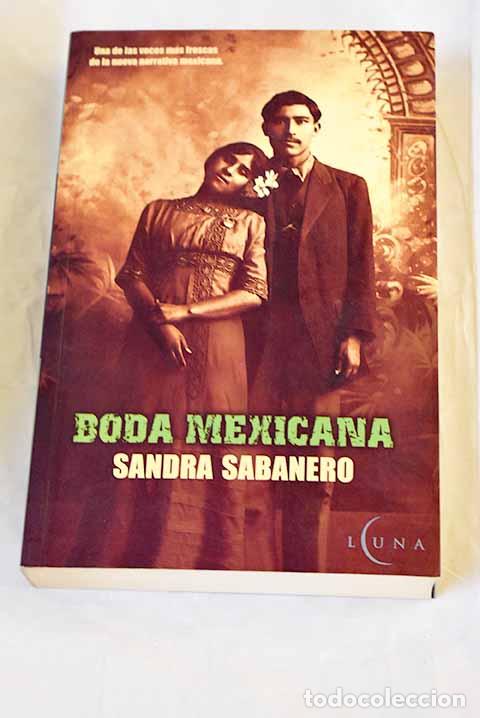 Una de las voces más frescas
de la nueva narrativa mexicana.
BODA MEXICANA
SANDRA SABANERO
LUNA
todocoleccion